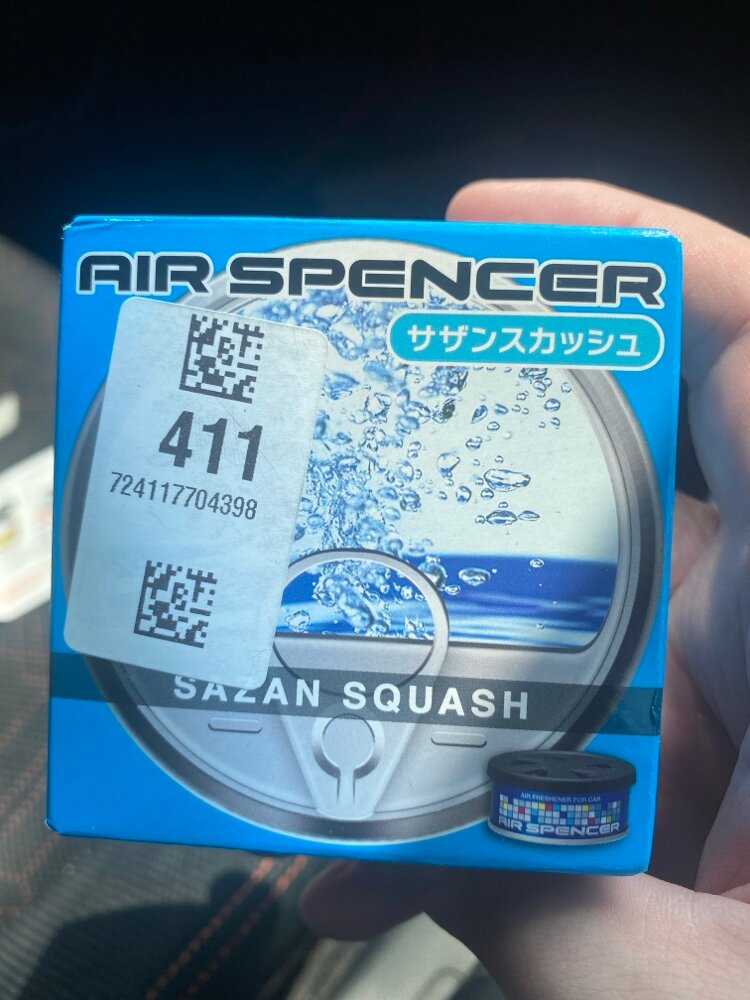 AIR SPENCER
サザンスカッシュ
411
724117704398
SAZAN SQUASH
AIR FRESHENER FOR CAR
AIR SPENCER